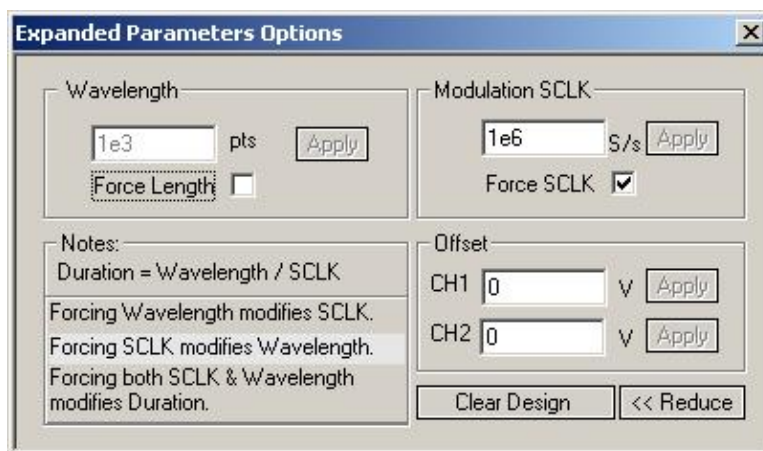 Expanded Parameters Options
Wavelength
1e3 pts Apply
Force Length
Modulation SCLK
1e6 S/s Apply
Force SCLK
Notes:
Duration = Wavelength / SCLK
Forcing Wavelength modifies SCLK.
Forcing SCLK modifies Wavelength.
Forcing both SCLK & Wavelength
modifies Duration.
Offset
CH1 0 V Apply
CH2 0 V Apply
Clear Design
<< Reduce